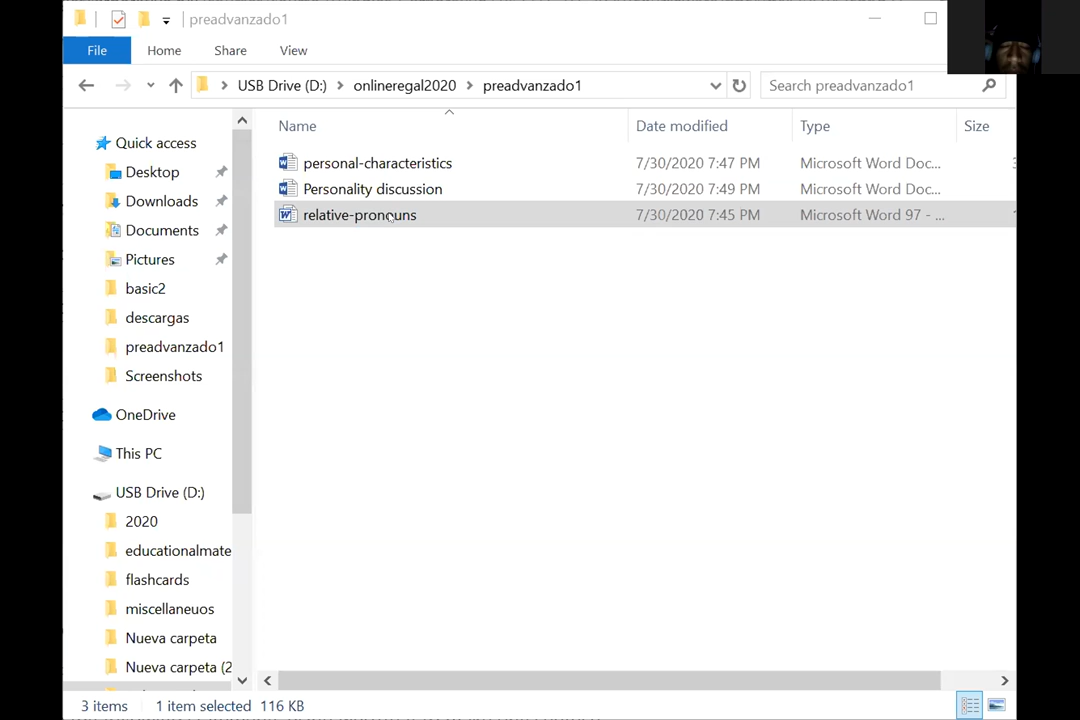 preadvanzado1
File Home Share View
USB Drive (D:) onlineregal2020 preadvanzado1 Search preadvanzado1
Name Date modified Type Size
personal-characteristics 7/30/2020 7:47 PM Microsoft Word Doc...
Personality discussion 7/30/2020 7:49 PM Microsoft Word Doc...
relative-pronouns 7/30/2020 7:45 PM Microsoft Word 97 - ...
Quick access
Desktop
Downloads
Documents
Pictures
basic2
descargas
preadvanzado1
Screenshots
OneDrive
This PC
USB Drive (D:)
2020
educationalmate
flashcards
miscellaneuos
Nueva carpeta
Nueva carpeta (2
3 items 1 item selected 116 KB